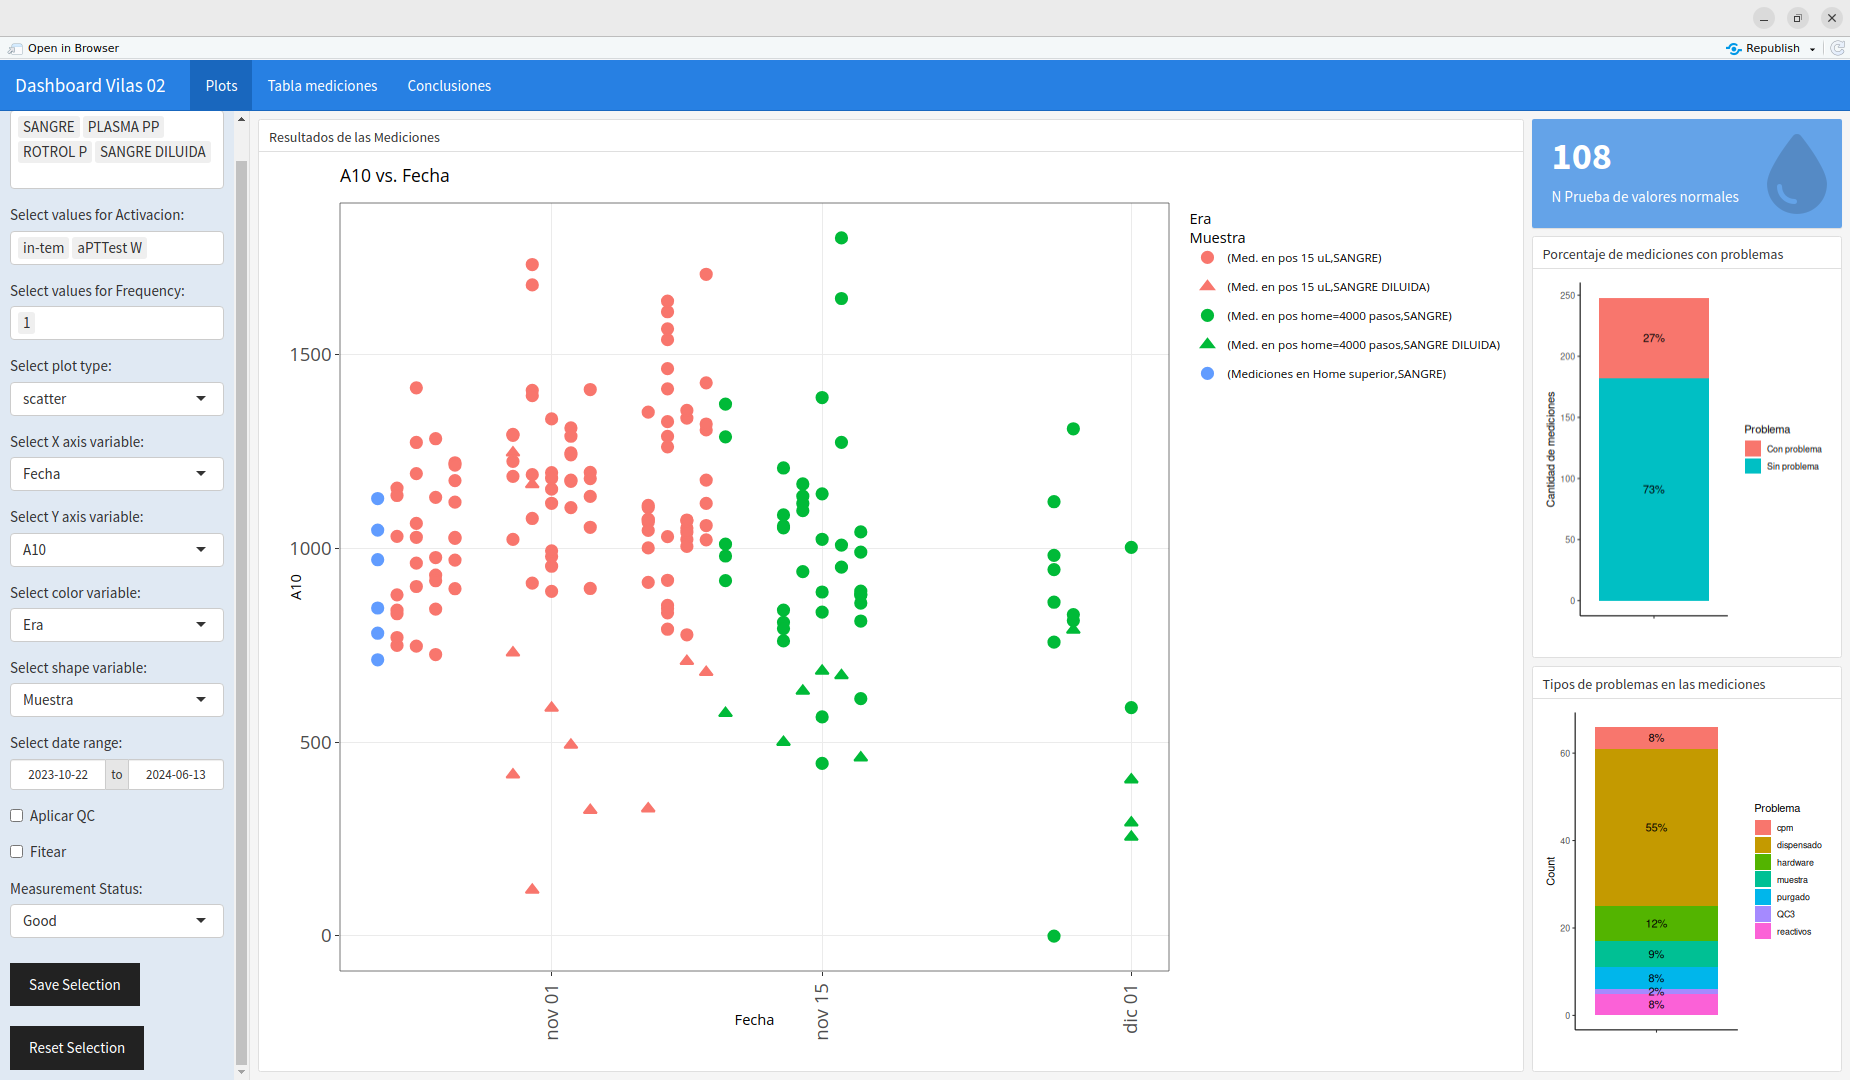 Open in Browser
Republish
Dashboard Vilas 02
Plots
Tabla mediciones
Conclusiones
SANGRE PLASMA PP
ROTROL P SANGRE DILUIDA
Select values for Activacion:
in-tem aPTTest W
Select values for Frequency:
1
Select plot type:
scatter
Select X axis variable:
Fecha
Select Y axis variable:
A10
Select color variable:
Era
Select shape variable:
Muestra
Select date range:
2023-10-22 to 2024-06-13
Aplicar QC
Fitear
Measurement Status:
Good
Save Selection
Reset Selection
Resultados de las Mediciones
A10 vs. Fecha
1500
1000
500
0
A10
nov 01
nov 15
dic 01
Fecha
Era
Muestra
(Med. en pos 15 uL,SANGRE)
(Med. en pos 15 uL,SANGRE DILUIDA)
(Med. en pos home=4000 pasos,SANGRE)
(Med. en pos home=4000 pasos,SANGRE DILUIDA)
(Mediciones en Home superior,SANGRE)
108
N Prueba de valores normales
Porcentaje de mediciones con problemas
250
200
150
100
50
0
Cantidad de mediciones
27%
73%
Problema
Con problema
Sin problema
Tipos de problemas en las mediciones
60
40
20
0
Count
8%
55%
12%
9%
8%
2%
8%
Problema
cpm
dispensado
hardware
muestra
purgado
QC3
reactivos